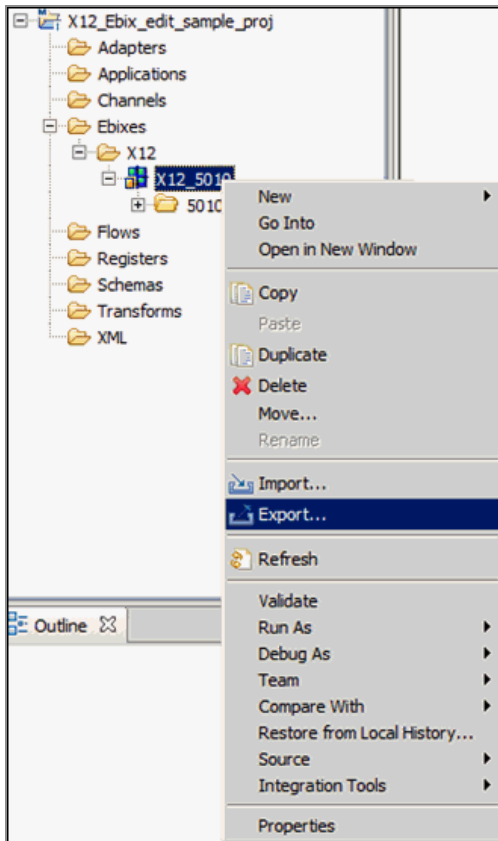 X12_Ebix_edit_sample_proj
Adapters
Applications
Channels
Ebixes
X12
X12_5010
5010
Flows
Registers
Schemas
Transforms
XML
New
Go Into
Open in New Window
Copy
Paste
Duplicate
Delete
Move...
Rename
Import...
Export...
Refresh
Validate
Run As
Debug As
Team
Compare With
Restore from Local History...
Source
Integration Tools
Properties
Outline